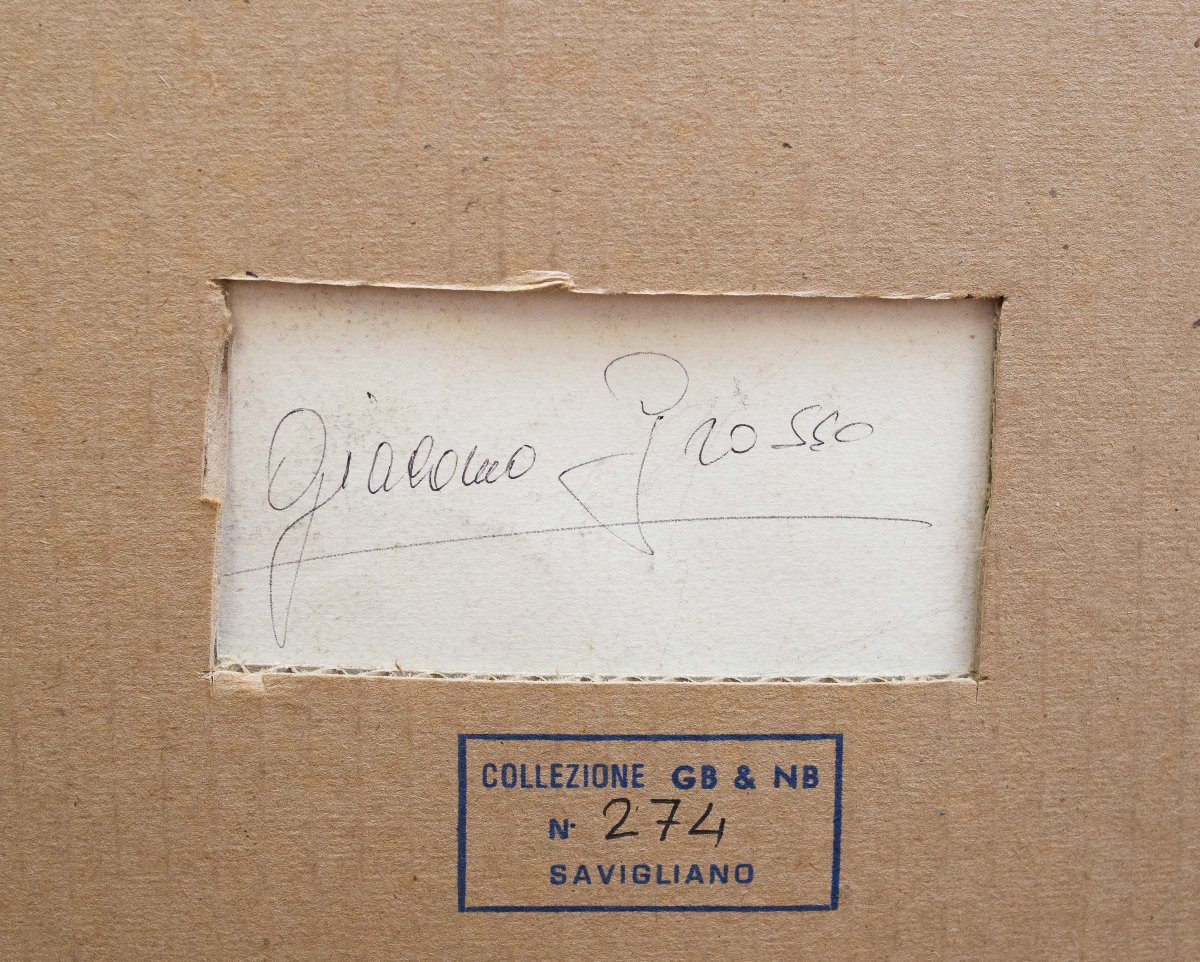 Giacomo Grosso
COLLEZIONE GB & NB
N. 274
SAVIGLIANO